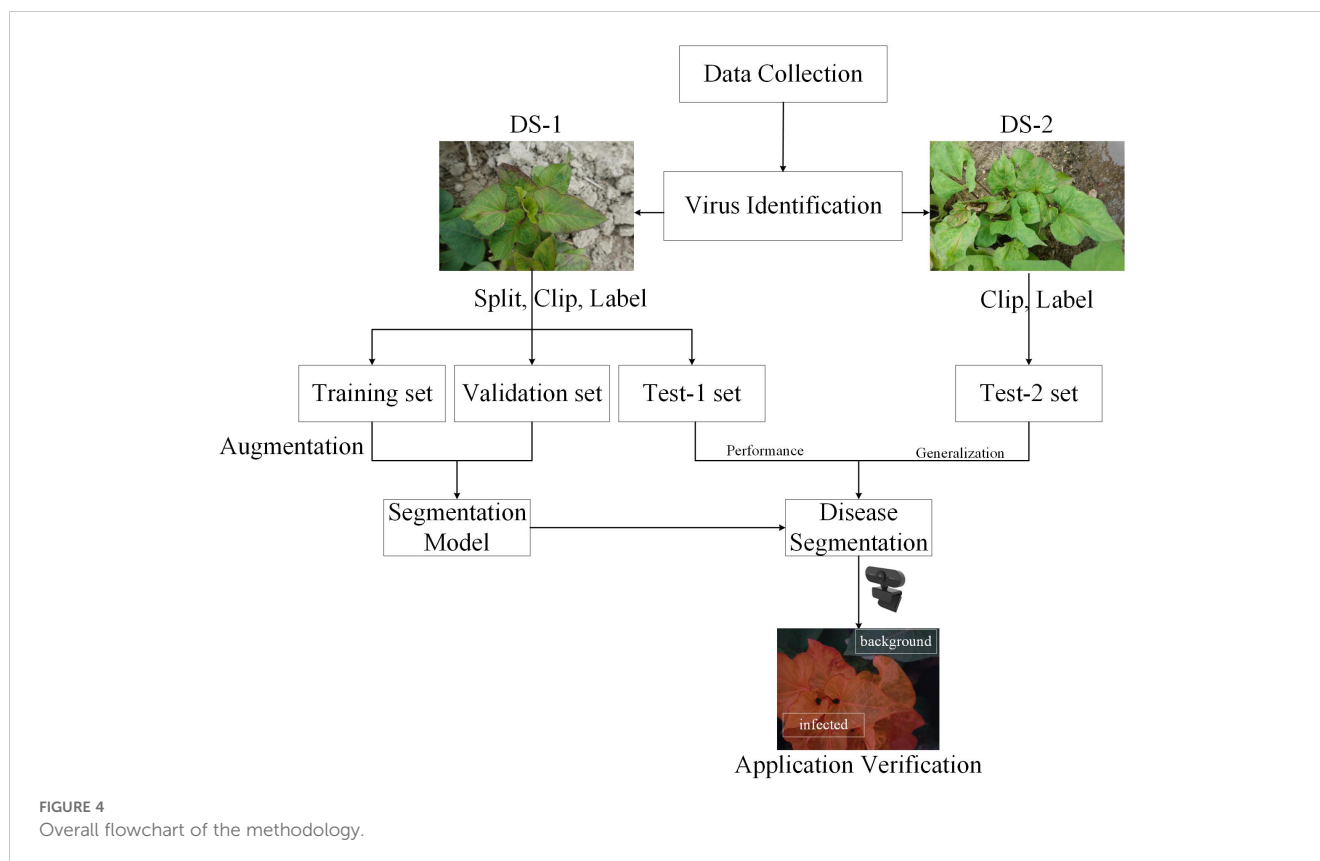 Data Collection
DS-1
DS-2
Virus Identification
Split, Clip, Label
Clip, Label
Training set
Validation set
Test-1 set
Test-2 set
Augmentation
Performance
Generalization
Segmentation
Model
Disease
Segmentation
background
infected
Application Verification
FIGURE 4
Overall flowchart of the methodology.